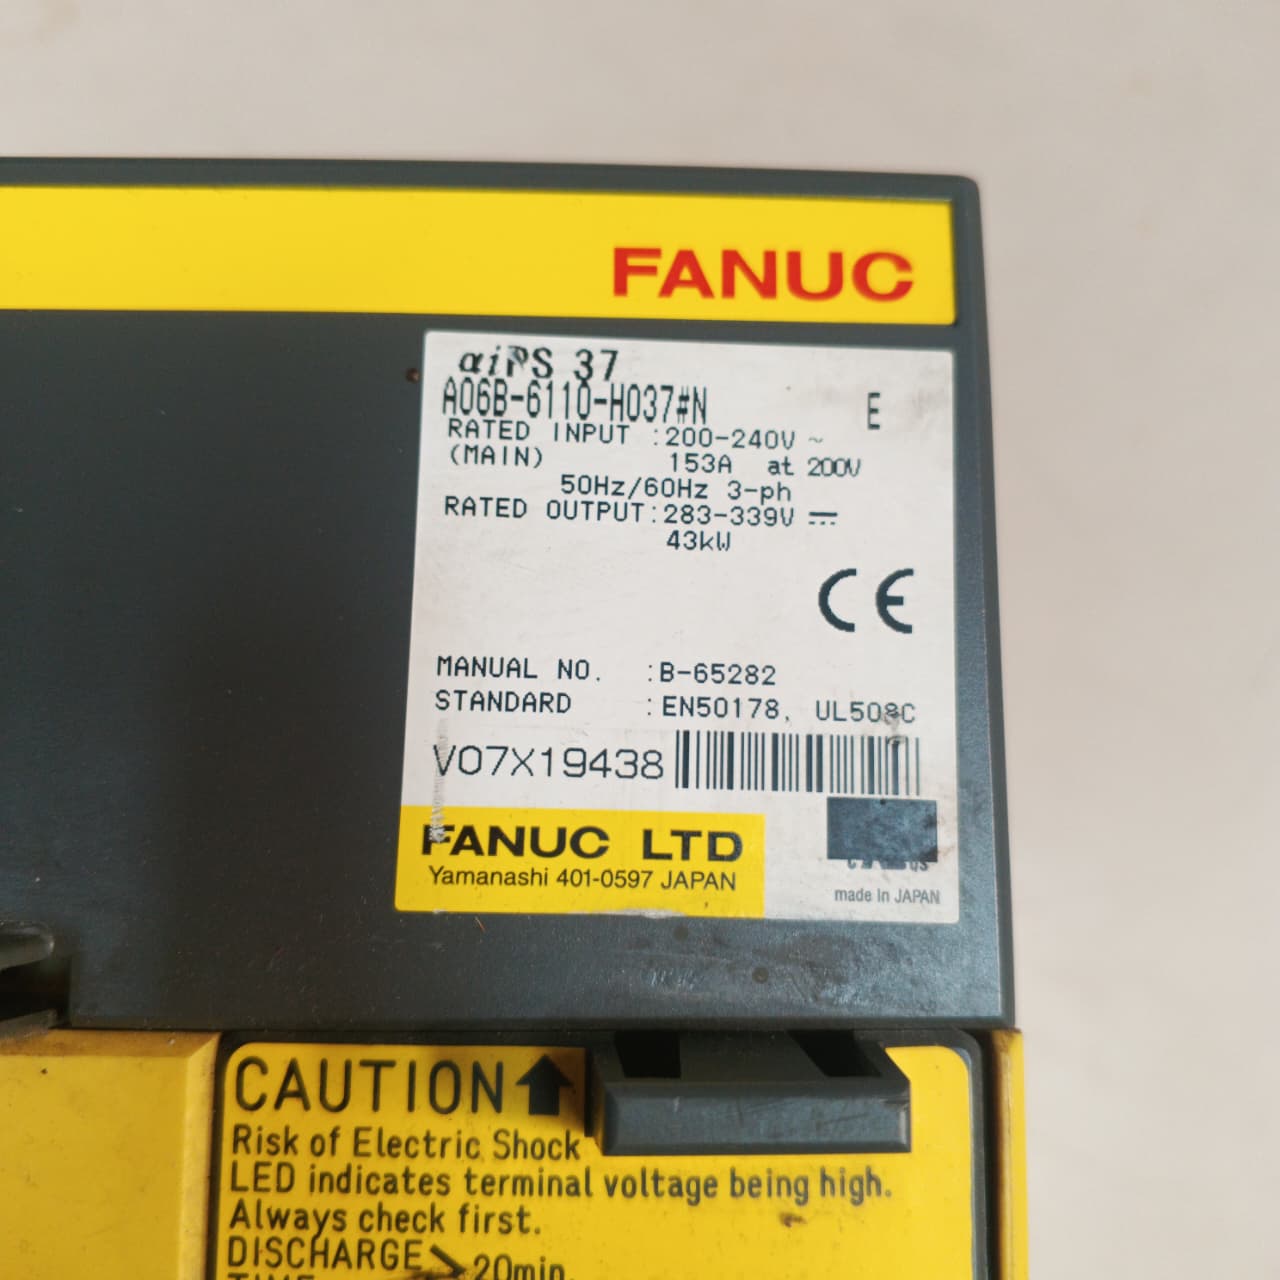 FANUC
αiPS 37
A06B-6110-H037#N
E
RATED INPUT :200-240V ~
(MAIN) 153A at 200V
50Hz/60Hz 3-ph
RATED OUTPUT:283-339V ⎓
43kW
CE
MANUAL NO. :B-65282
STANDARD :EN50178, UL508C
V07X19438
FANUC LTD
Yamanashi 401-0597 JAPAN
made in JAPAN
CAUTION
Risk of Electric Shock
LED indicates terminal voltage being high.
Always check first.
DISCHARGE
TIME
20min.